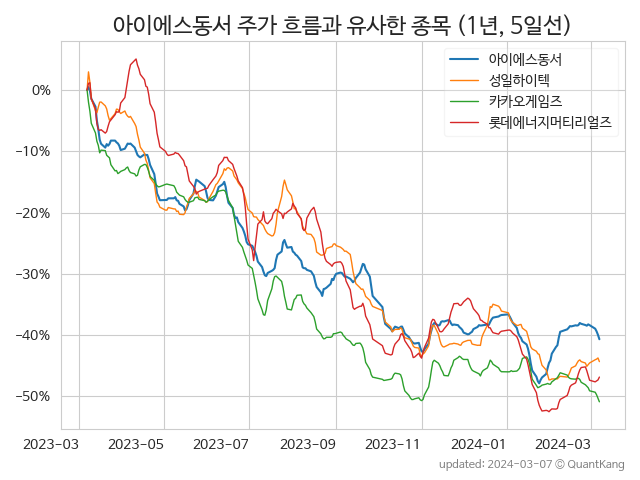 아이에스동서 주가 흐름과 유사한 종목 (1년, 5일선)
아이에스동서
성일하이텍
카카오게임즈
롯데에너지머티리얼즈
0%
−10%
−20%
−30%
−40%
−50%
2023-03 2023-05 2023-07 2023-09 2023-11 2024-01 2024-03
updated: 2024-03-07 © QuantKang